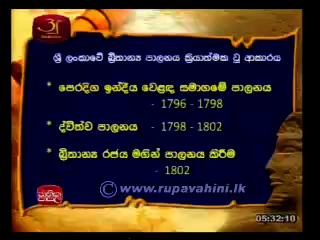 ශ්‍රී ලංකාවේ බ්‍රිතාන්‍ය පාලනය ක්‍රියාත්මක වූ ආකාරය
* පෙරදිග ඉන්දීය වෙළඳ සමාගමේ පාලනය
- 1796 - 1798
* ද්විත්ව පාලනය - 1798 - 1802
* බ්‍රිතාන්‍ය රජය මගින් පාලනය කිරීම
- 1802
©www.rupavahini.lk
05:32:10